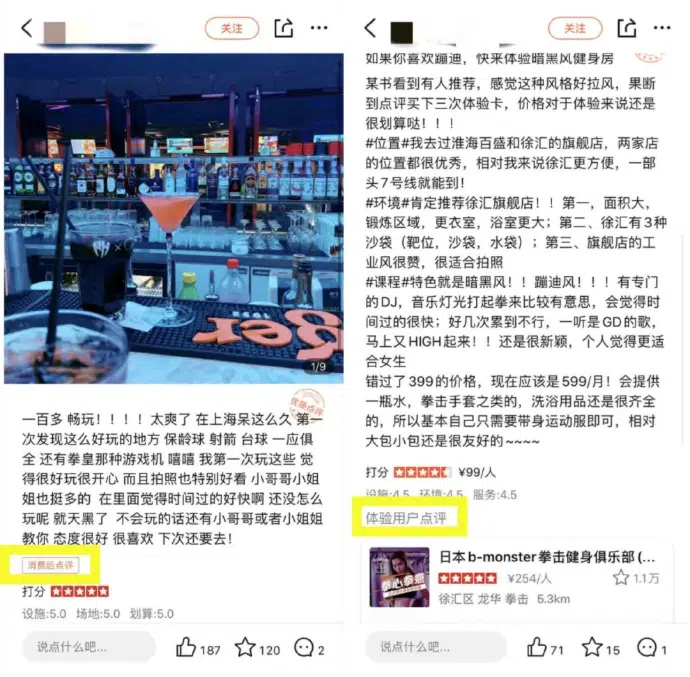 关注
1/9
优质点评
一百多 畅玩！！！！太爽了 在上海呆这么久 第一
次发现这么好玩的地方 保龄球 射箭 台球 一应俱
全 还有拳皇那种游戏机 嘻嘻 我第一次玩这些 觉
得很好玩很开心 而且拍照也特别好看 小哥哥小姐
姐也挺多的 在里面觉得时间过的好快啊 还没怎么
玩呢 就天黑了 不会玩的话还有小哥哥或者小姐姐
教你 态度很好 很喜欢 下次还要去！
消费后点评
打分
设施:5.0 场地:5.0 划算:5.0
说点什么吧...
187
120
2
关注
如果你喜欢蹦迪，快来体验暗黑风健身房
某书看到有人推荐，感觉这种风格好拉风，果断
到点评买下三次体验卡，价格对于体验来说还是
很划算哒！！！
#位置#我去过淮海百盛和徐汇的旗舰店，两家店
的位置都很优秀，相对我来说徐汇更方便，一部
头7号线就能到！
#环境#肯定推荐徐汇旗舰店！！第一，面积大，
锻炼区域，更衣室，浴室更大；第二、徐汇有3种
沙袋（靶位，沙袋，水袋）；第三、旗舰店的工
业风很赞，很适合拍照
#课程#特色就是暗黑风！！蹦迪风！！！有专门
的DJ，音乐灯光打起拳来比较有意思，会觉得时
间过的很快；好几次累到不行，一听是GD的歌，
马上又HIGH起来！！还是很新颖，个人觉得更适
合女生
错过了399的价格，现在应该是599/月！会提供
一瓶水，拳击手套之类的，洗浴用品还是很齐全
的，所以基本自己只需要带运动服即可，相对
大包小包还是很友好的~~~~
打分 ¥99/人
设施:4.5 环境:4.5 服务:4.5
体验用户点评
日本b-monster拳击健身俱乐部(...
¥254/人
1.1万
徐汇区 龙华 拳击 5.3km
说点什么吧...
71
15
1